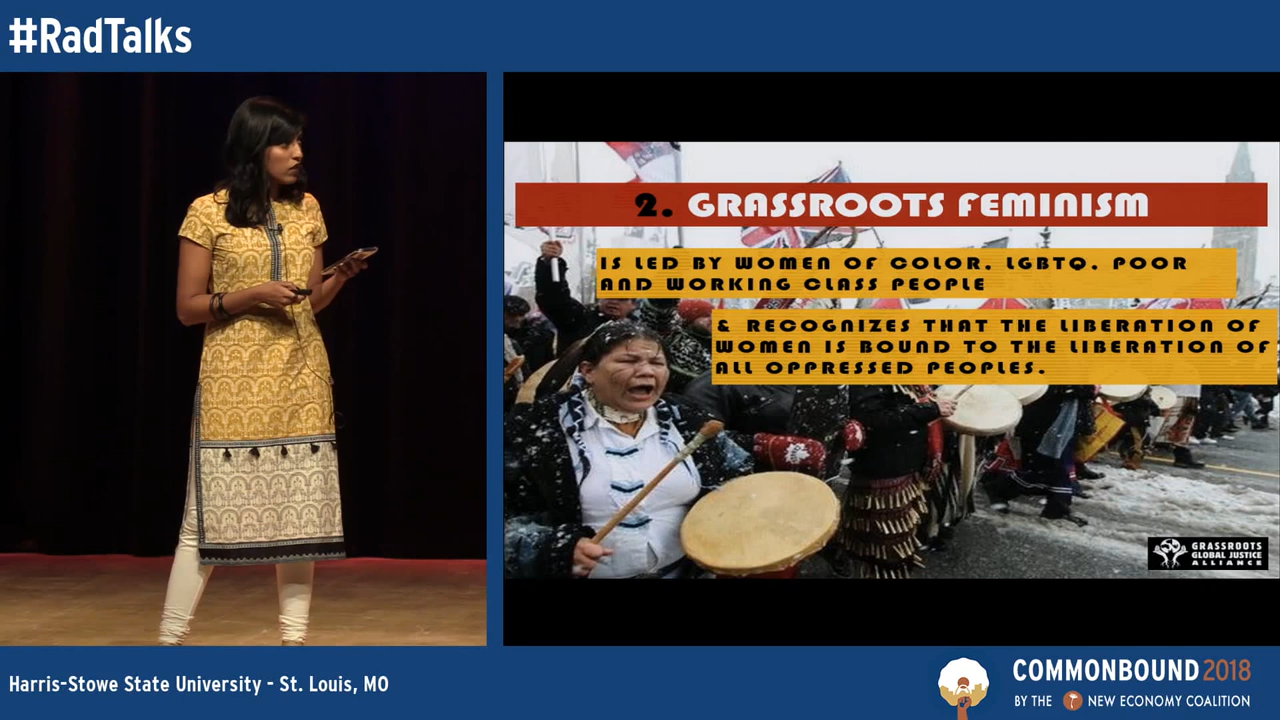 #RadTalks
2. GRASSROOTS FEMINISM
IS LED BY WOMEN OF COLOR, LGBTQ, POOR
AND WORKING CLASS PEOPLE
& RECOGNIZES THAT THE LIBERATION OF
WOMEN IS BOUND TO THE LIBERATION OF
ALL OPPRESSED PEOPLES.
GRASSROOTS
GLOBAL JUSTICE
ALLIANCE
Harris-Stowe State University - St. Louis, MO
COMMONBOUND 2018
BY THE NEW ECONOMY COALITION